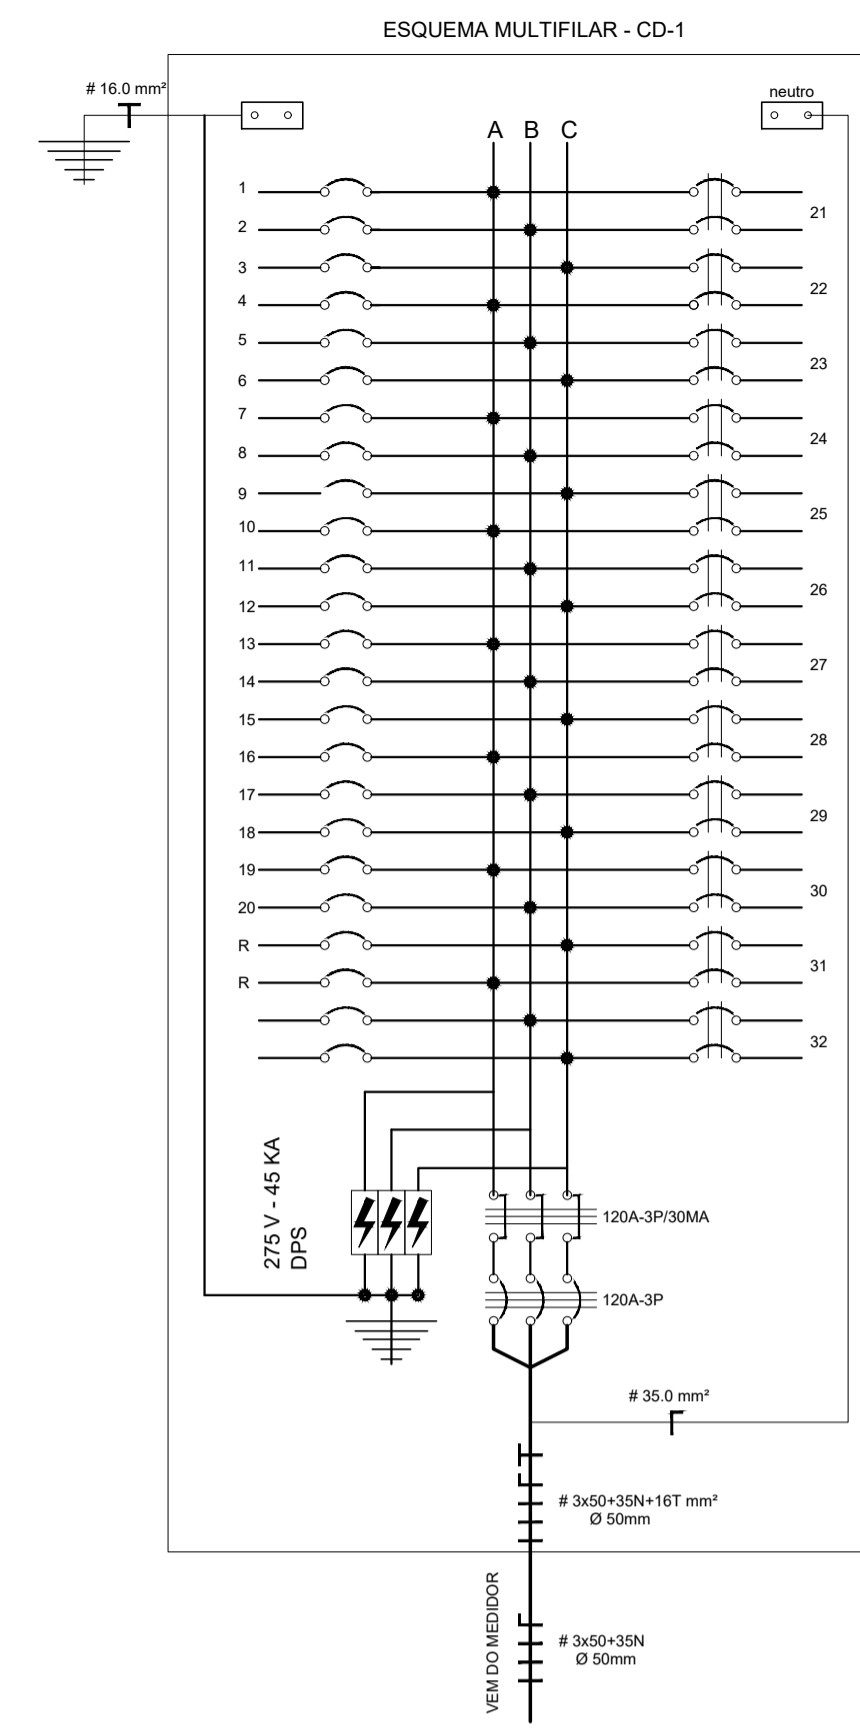 ESQUEMA MULTIFILAR - CD-1
# 16.0 mm²
neutro
A B C
1
21
2
3
22
4
5
23
6
7
24
8
9
25
10
11
26
12
13
27
14
15
28
16
17
29
18
19
30
20
R
31
R
32
275 V - 45 KA
DPS
120A-3P/30MA
120A-3P
# 35.0 mm²
# 3x50+35N+16T mm²
Ø 50mm
VEM DO MEDIDOR
# 3x50+35N
Ø 50mm